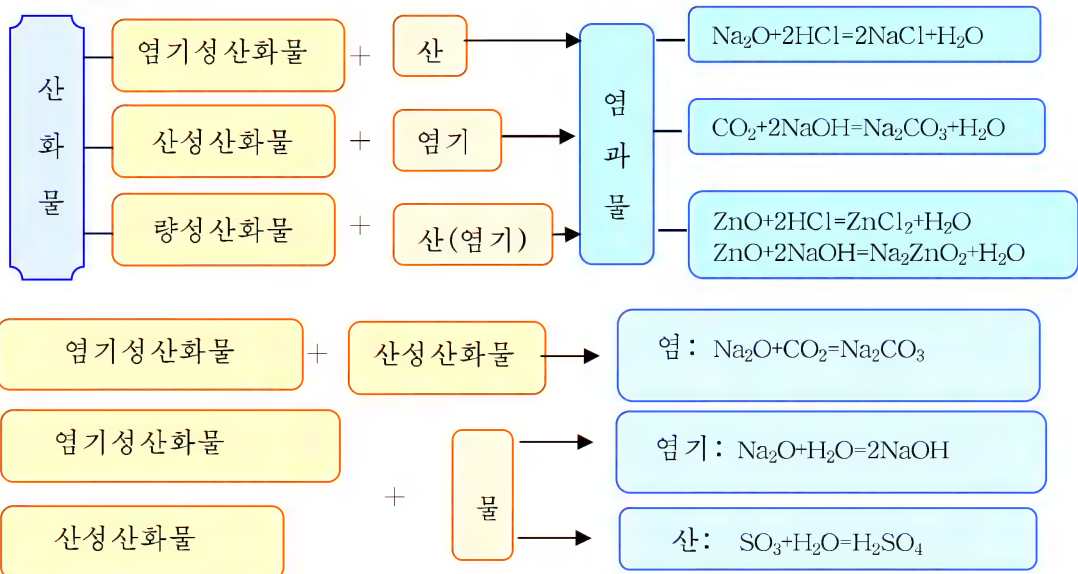 산화물
염기성산화물 + 산
Na₂O+2HCl=2NaCl+H₂O
산성산화물 + 염기
염과물
CO₂+2NaOH=Na₂CO₃+H₂O
량성산화물 + 산(염기)
ZnO+2HCl=ZnCl₂+H₂O
ZnO+2NaOH=Na₂ZnO₂+H₂O
염기성산화물 + 산성산화물
염: Na₂O+CO₂=Na₂CO₃
염기성산화물
염기: Na₂O+H₂O=2NaOH
+ 물
산성산화물
산: SO₃+H₂O=H₂SO₄